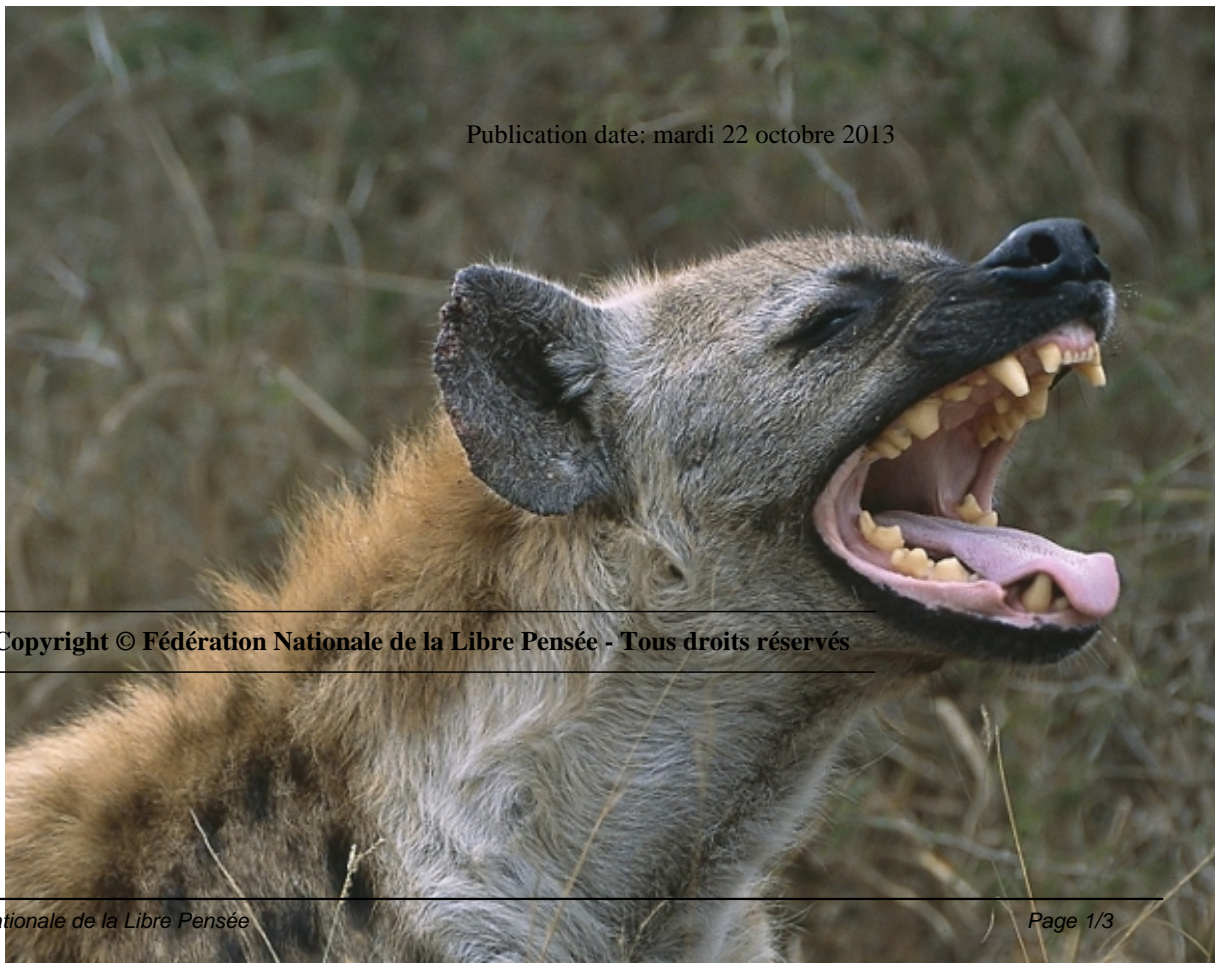 Publication date: mardi 22 octobre 2013
Copyright © Fédération Nationale de la Libre Pensée - Tous droits réservés
ationale de la Libre Pensée
Page 1/3